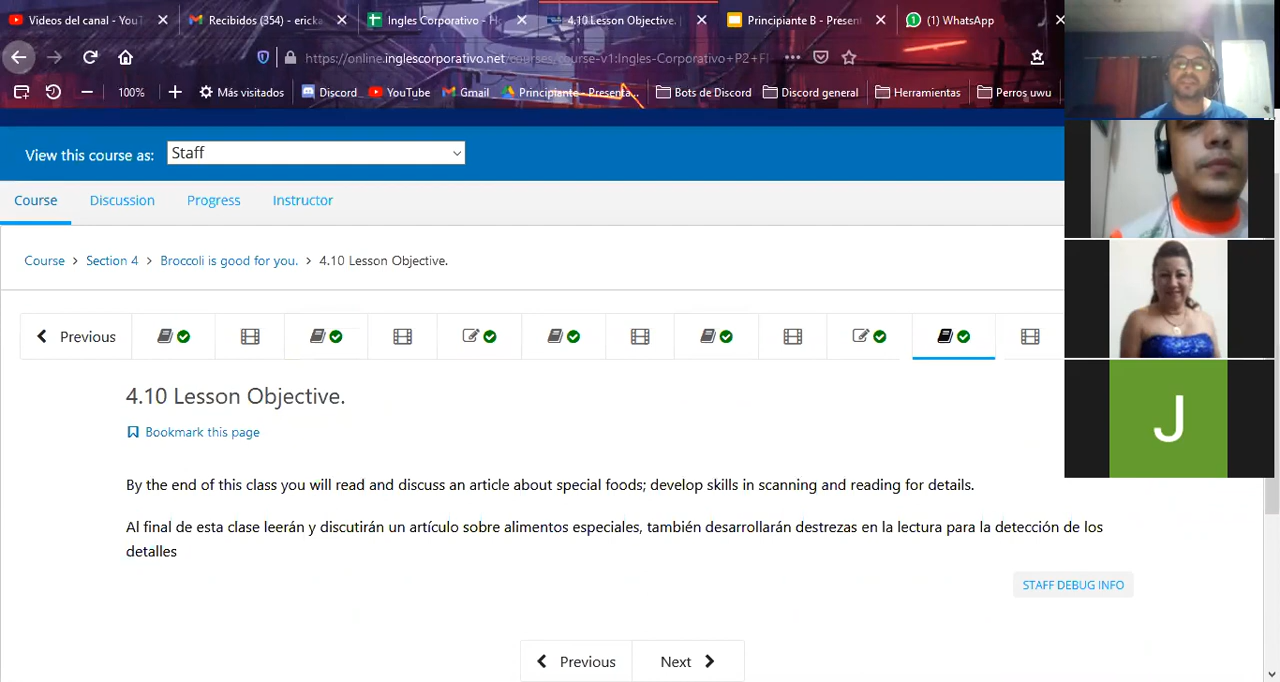 Videos del canal - YouT
Recibidos (354) - ericka
Ingles Corporativo - Ho
4.10 Lesson Objective. |
Principiante B - Present
(1) WhatsApp
https://online.inglescorporativo.net/courses/course-v1:Ingles-Corporativo+P2+Fl
100%
Más visitados
Discord
YouTube
Gmail
Principiante - Presenta...
Bots de Discord
Discord general
Herramientas
Perros uwu
View this course as:
Staff
Course
Discussion
Progress
Instructor
Course > Section 4 > Broccoli is good for you. > 4.10 Lesson Objective.
Previous
4.10 Lesson Objective.
Bookmark this page
By the end of this class you will read and discuss an article about special foods; develop skills in scanning and reading for details.
Al final de esta clase leerán y discutirán un artículo sobre alimentos especiales, también desarrollarán destrezas en la lectura para la detección de los
detalles
STAFF DEBUG INFO
Previous
Next
J